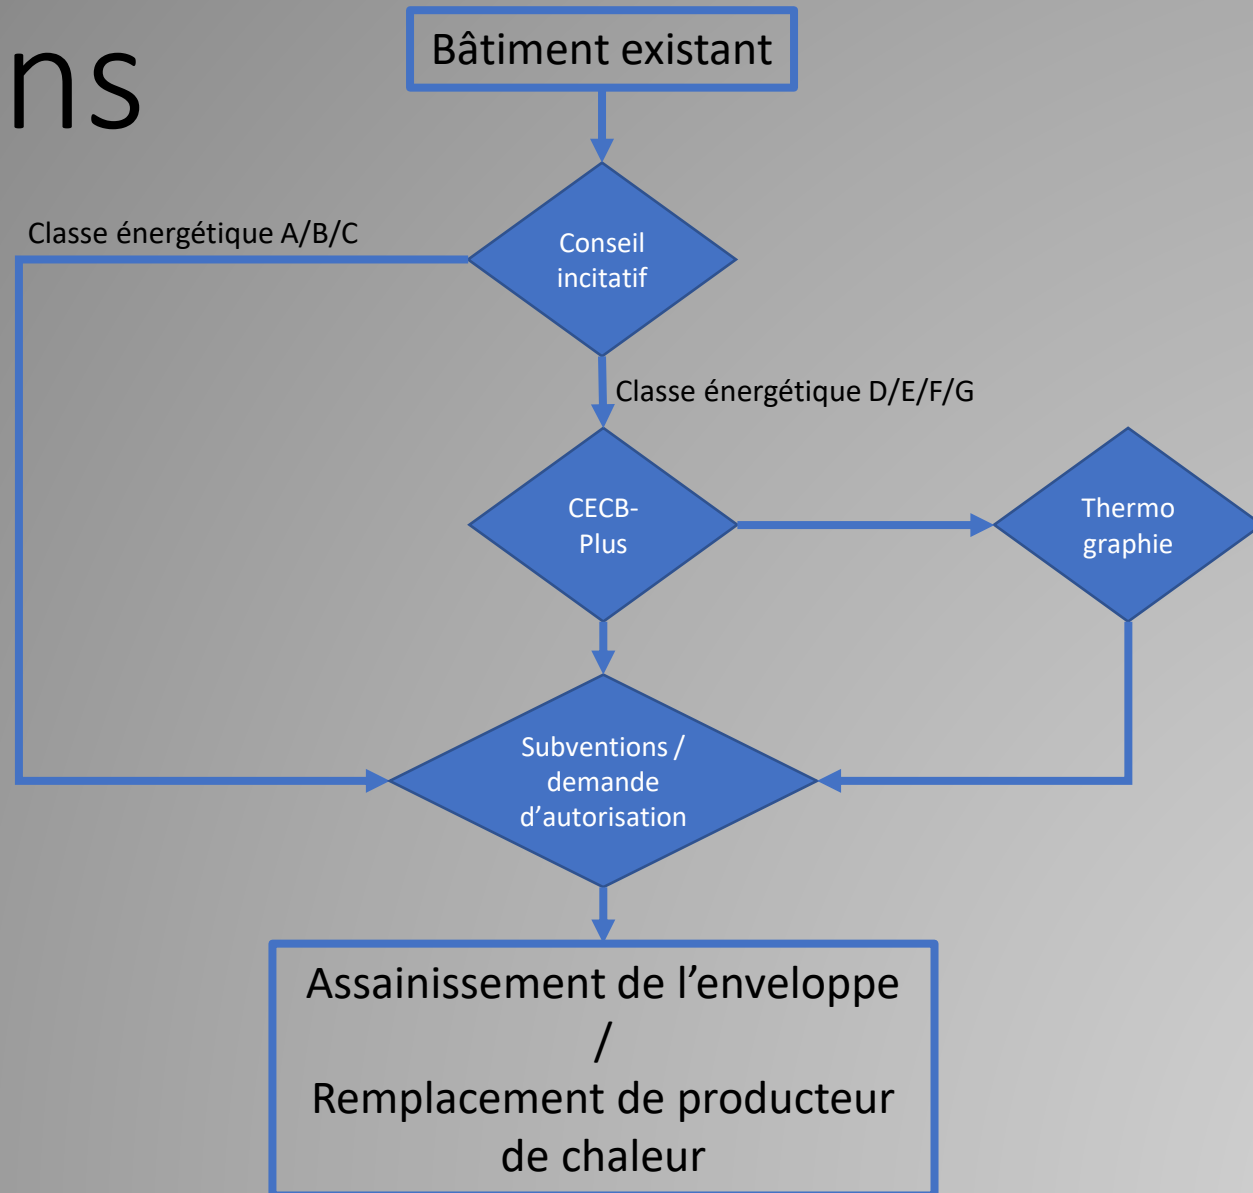 ns
Bâtiment existant
Classe énergétique A/B/C
Conseil
incitatif
Classe énergétique D/E/F/G
CECB-
Plus
Thermo
graphie
Subventions /
demande
d’autorisation
Assainissement de l’enveloppe
/
Remplacement de producteur
de chaleur